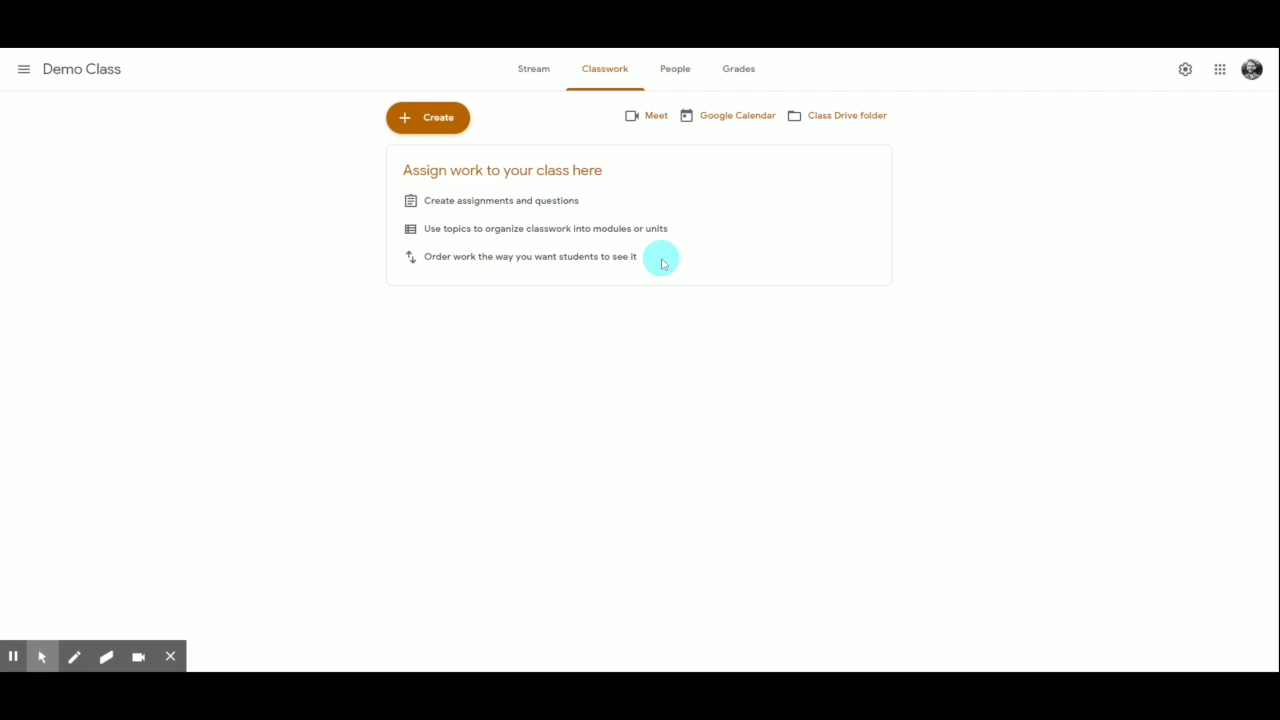 Demo Class
Stream
Classwork
People
Grades
Create
Meet
Google Calendar
Class Drive folder
Assign work to your class here
Create assignments and questions
Use topics to organize classwork into modules or units
Order work the way you want students to see it